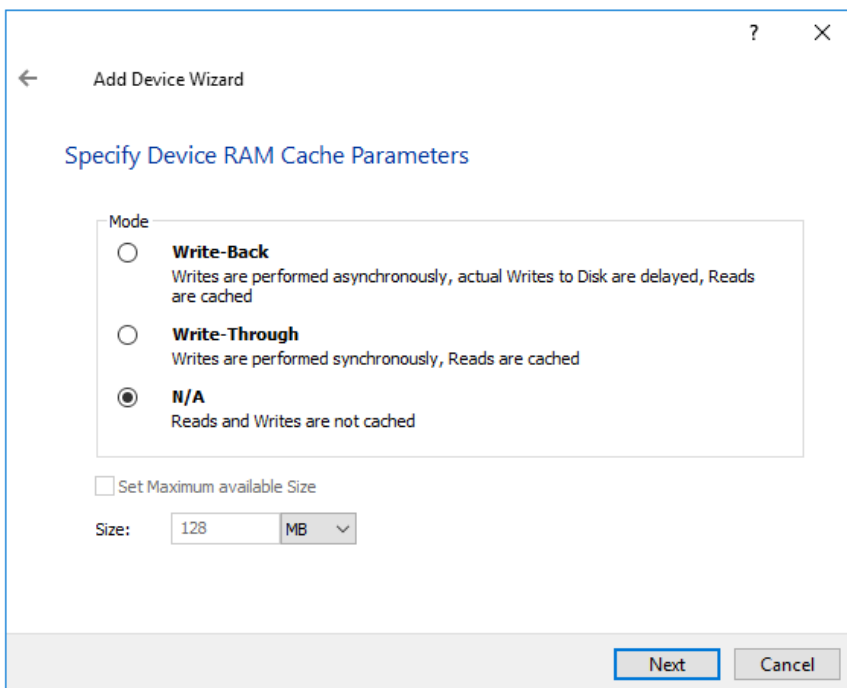 ?
Add Device Wizard
Specify Device RAM Cache Parameters
Mode
Write-Back
Writes are performed asynchronously, actual Writes to Disk are delayed, Reads
are cached
Write-Through
Writes are performed synchronously, Reads are cached
N/A
Reads and Writes are not cached
Set Maximum available Size
Size: 128 MB
Next Cancel